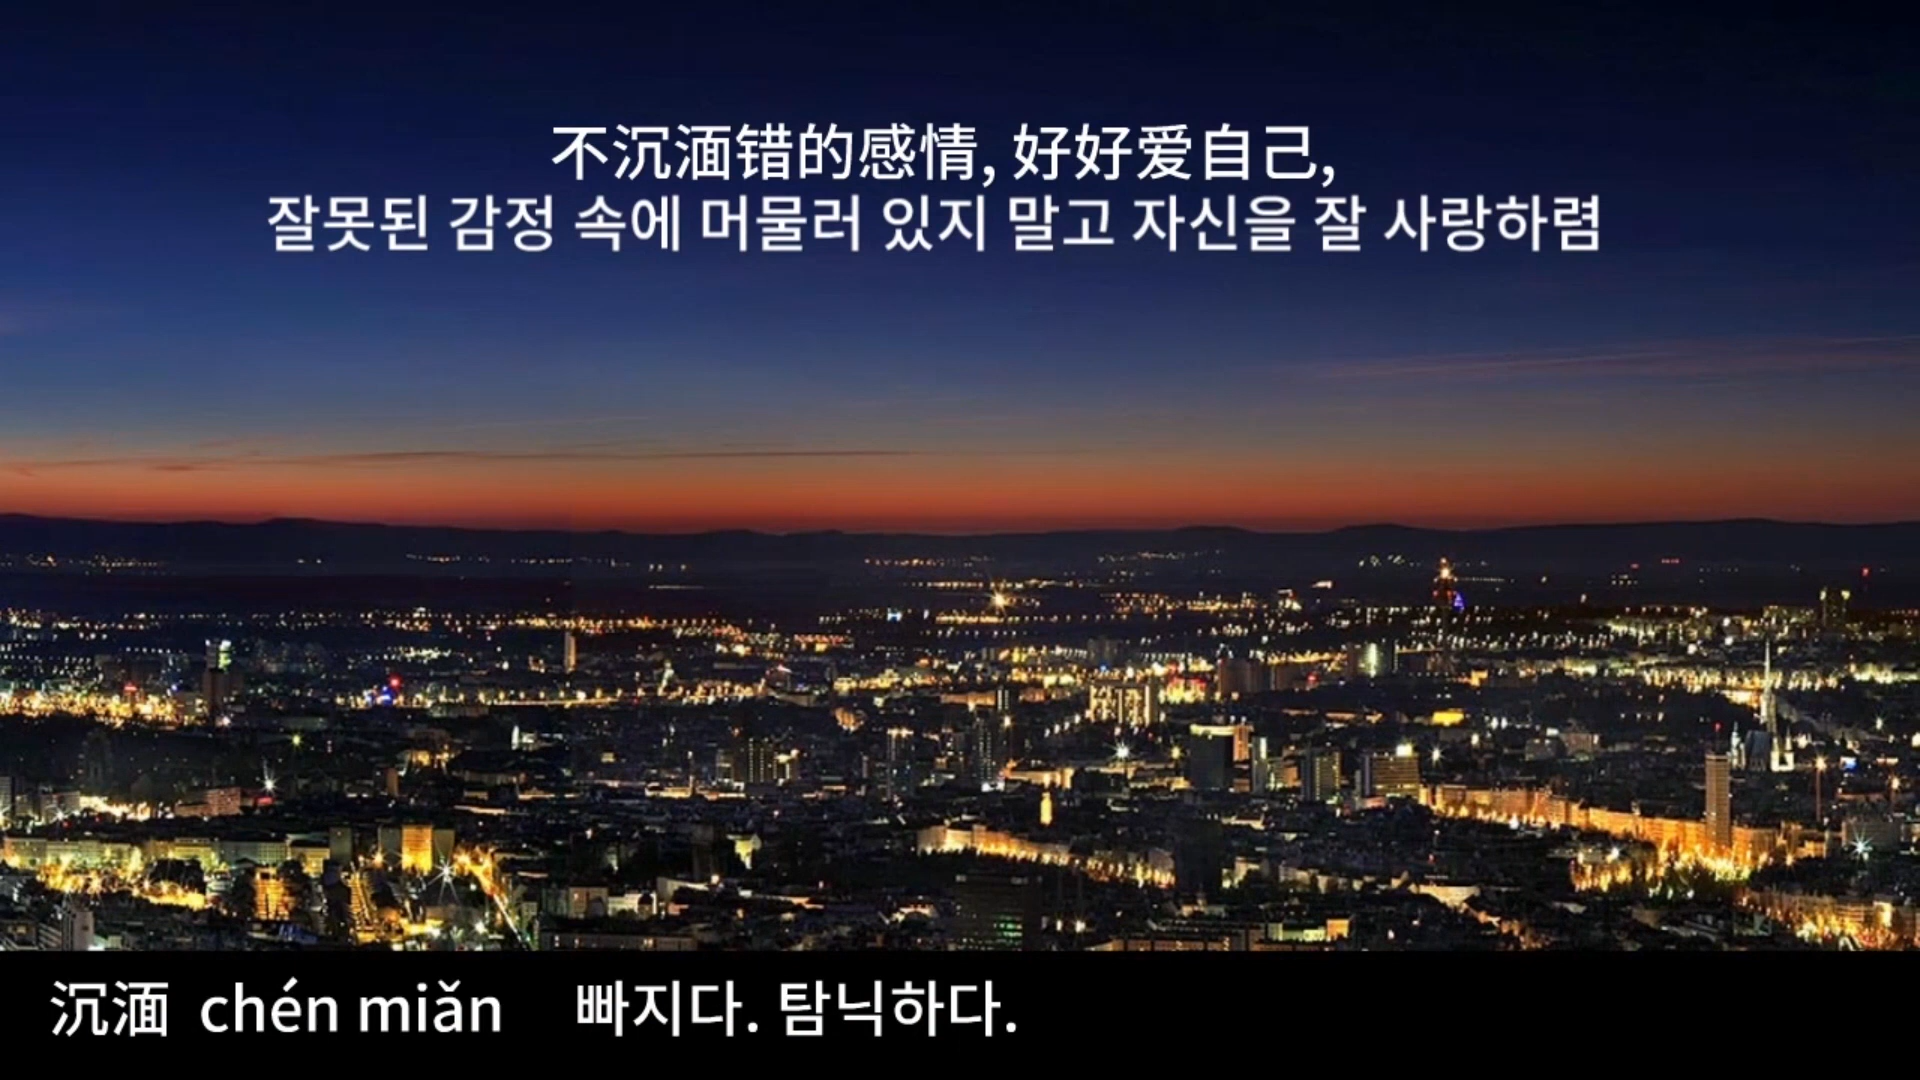 不沉湎错的感情, 好好爱自己,
잘못된 감정 속에 머물러 있지 말고 자신을 잘 사랑하렴
沉湎 chén miǎn 빠지다. 탐닉하다.